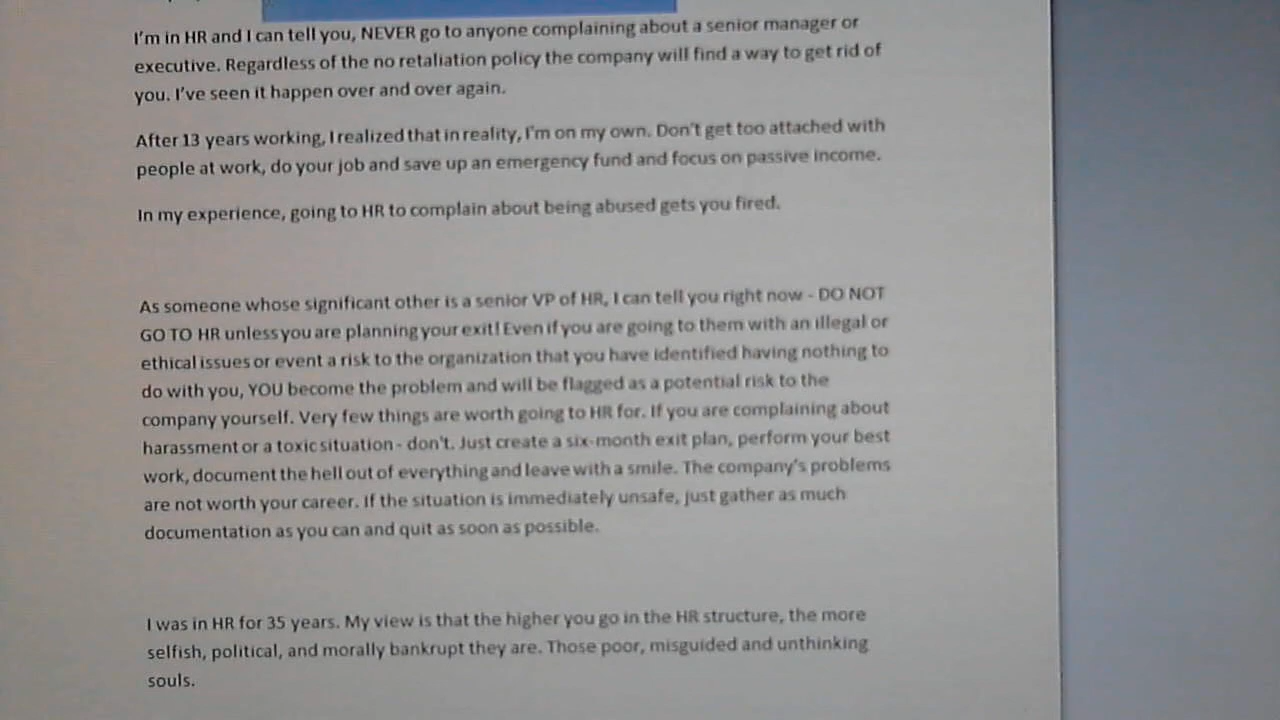 I'm in HR and I can tell you, NEVER go to anyone complaining about a senior manager or
executive. Regardless of the no retaliation policy the company will find a way to get rid of
you. I've seen it happen over and over again.
After 13 years working, I realized that in reality, I'm on my own. Don't get too attached with
people at work, do your job and save up an emergency fund and focus on passive income.
In my experience, going to HR to complain about being abused gets you fired.
As someone whose significant other is a senior VP of HR, I can tell you right now - DO NOT
GO TO HR unless you are planning your exit! Even if you are going to them with an illegal or
ethical issues or event a risk to the organization that you have identified having nothing to
do with you, YOU become the problem and will be flagged as a potential risk to the
company yourself. Very few things are worth going to HR for. If you are complaining about
harassment or a toxic situation - don't. Just create a six-month exit plan, perform your best
work, document the hell out of everything and leave with a smile. The company's problems
are not worth your career. If the situation is immediately unsafe, just gather as much
documentation as you can and quit as soon as possible.
I was in HR for 35 years. My view is that the higher you go in the HR structure, the more
selfish, political, and morally bankrupt they are. Those poor, misguided and unthinking
souls.